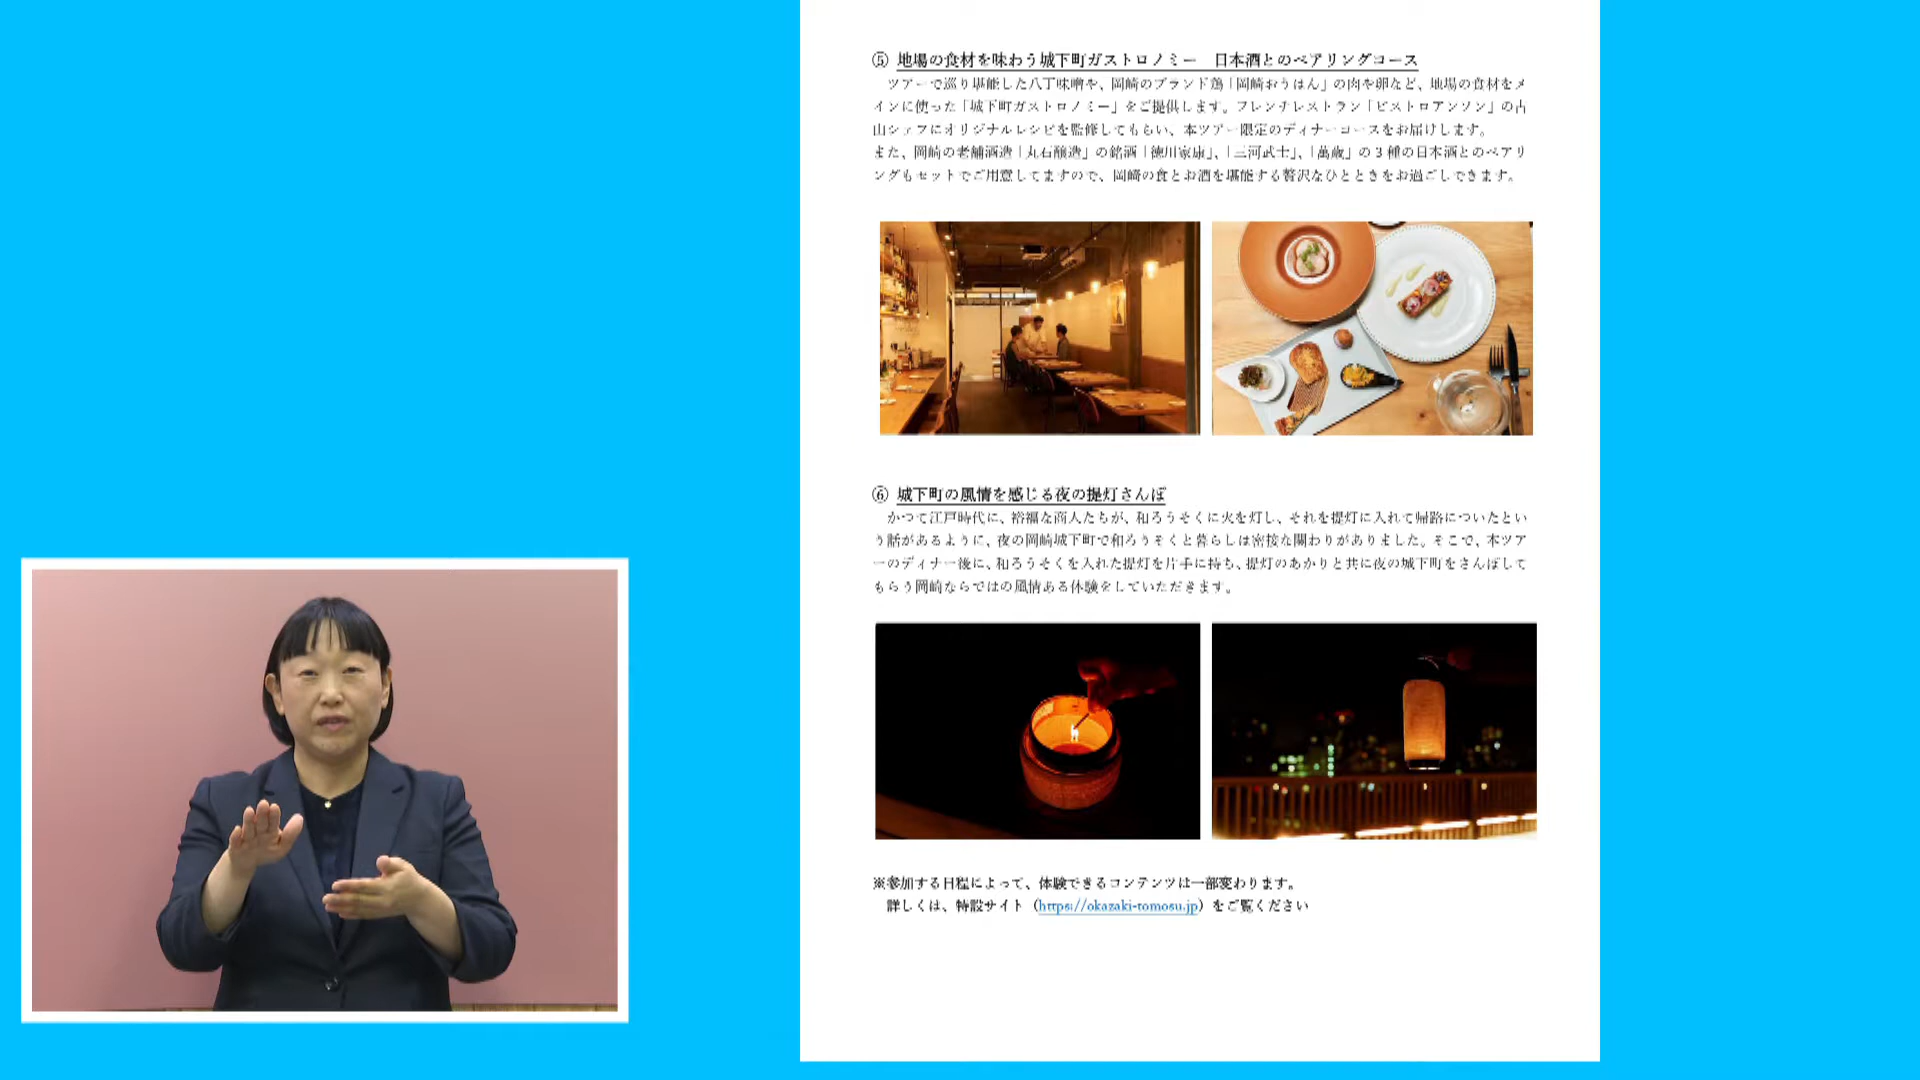 ⑤ 地場の食材を味わう城下町ガストロノミー　日本酒とのペアリングコース
ツアーで巡り堪能した八丁味噌や、岡崎のブランド鶏「岡崎おうはん」の肉や卵など、地場の食材をメ
インに使った「城下町ガストロノミー」をご提供します。フレンチレストラン「ビストロアンソン」の古
山シェフにオリジナルレシピを監修してもらい、本ツアー限定のディナーコースをお届けします。
また、岡崎の老舗酒造「丸石醸造」の銘酒「徳川家康」、「三河武士」、「萬歳」の３種の日本酒とのペアリ
ングもセットでご用意してますので、岡崎の食とお酒を堪能する贅沢なひとときをお過ごしできます。
⑥ 城下町の風情を感じる夜の提灯さんぽ
かつて江戸時代に、裕福な商人たちが、和ろうそくに火を灯し、それを提灯に入れて帰路についたとい
う話があるように、夜の岡崎城下町で和ろうそくと暮らしは密接な関わりがありました。そこで、本ツア
ーのディナー後に、和ろうそくを入れた提灯を片手に持ち、提灯のあかりと共に夜の城下町をさんぽして
もらう岡崎ならではの風情ある体験をしていただきます。
※参加する日程によって、体験できるコンテンツは一部変わります。
詳しくは、特設サイト（https://okazaki-tomosu.jp）をご覧ください